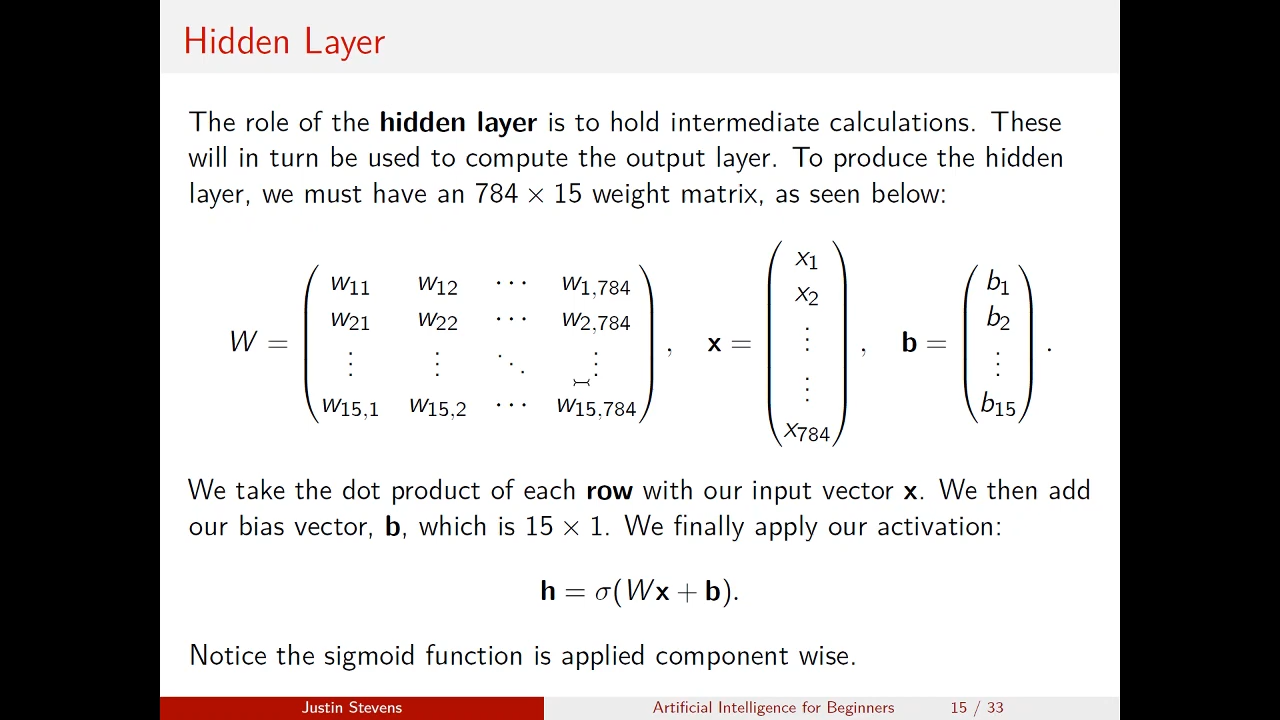 Hidden Layer
The role of the hidden layer is to hold intermediate calculations. These
will in turn be used to compute the output layer. To produce the hidden
layer, we must have an 784 × 15 weight matrix, as seen below:
W = ( w11 w12 ⋯ w1,784
w21 w22 ⋯ w2,784
⋮ ⋮ ⋱ ⋮
w15,1 w15,2 ⋯ w15,784 ) ,
x = ( x1
x2
⋮
⋮
x784 ) ,
b = ( b1
b2
⋮
b15 ) .
We take the dot product of each row with our input vector x. We then add
our bias vector, b, which is 15 × 1. We finally apply our activation:
h = σ(Wx + b).
Notice the sigmoid function is applied component wise.
Justin Stevens
Artificial Intelligence for Beginners
15 / 33